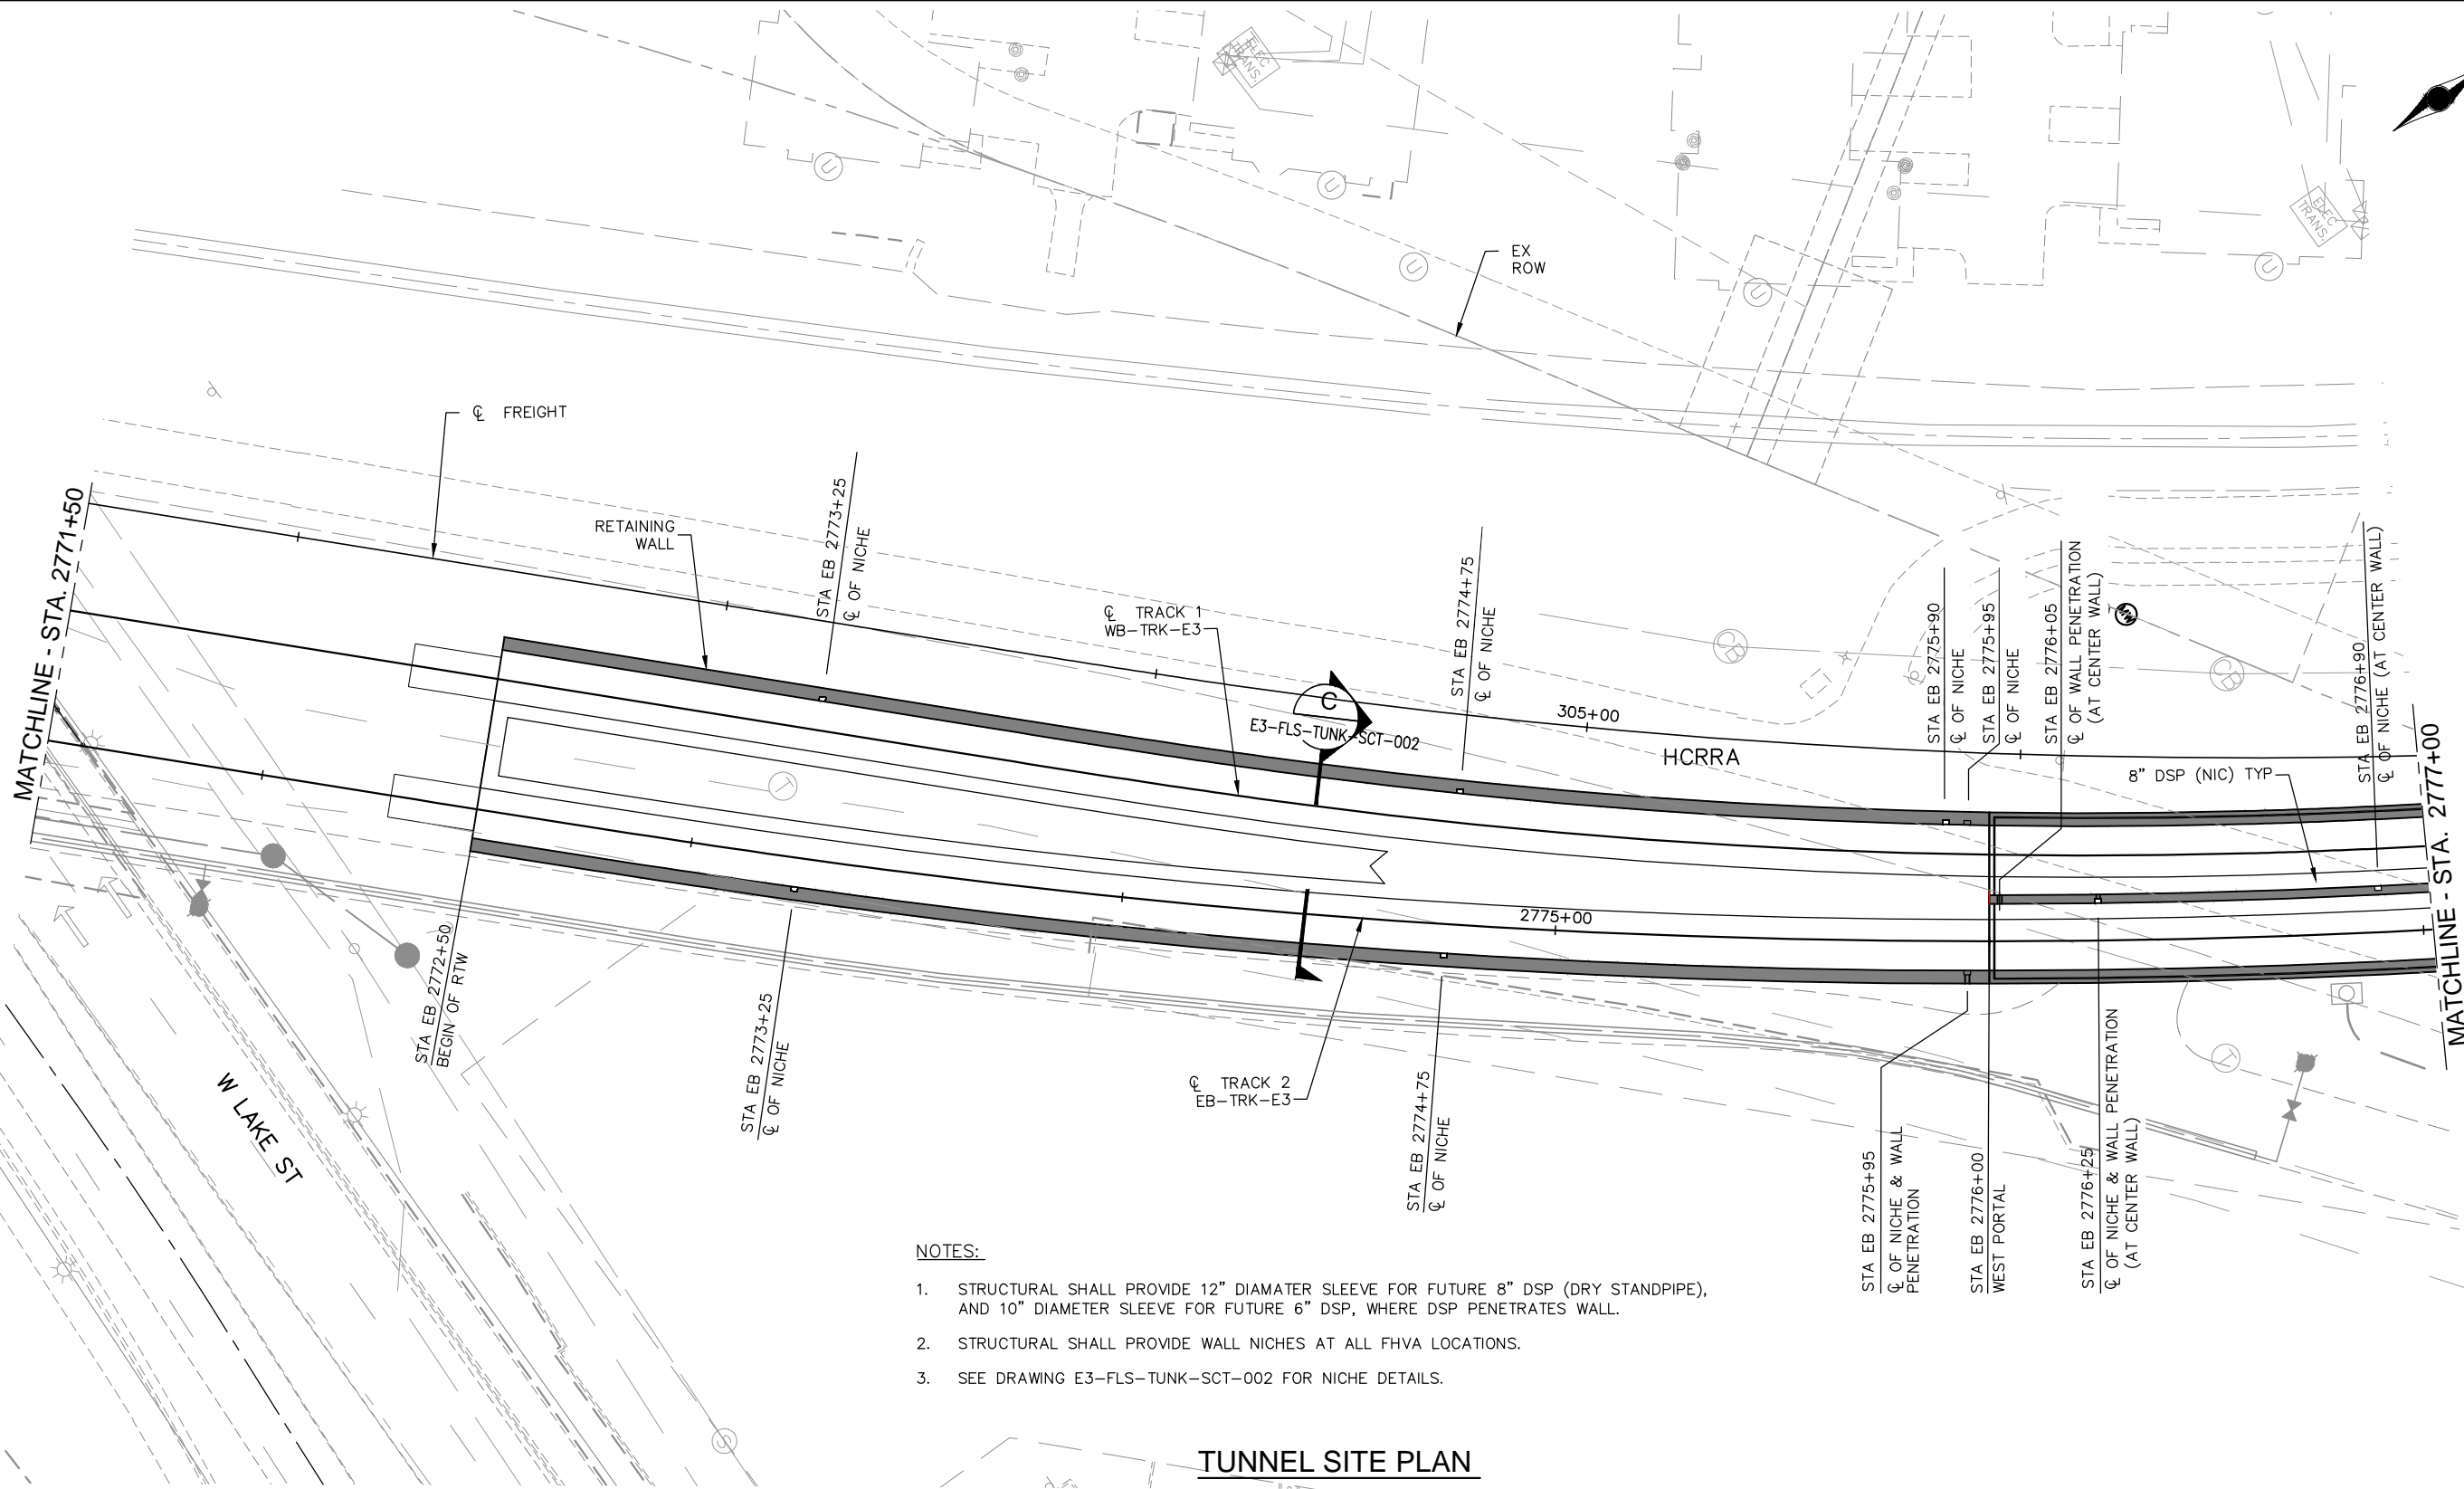 ELEC
TRANS.
U
U
U
U
U
ELEC
TRANS.
EX
ROW
℄ FREIGHT
MATCHLINE - STA. 2771+50
RETAINING
WALL
STA EB 2773+25
℄ OF NICHE
℄ TRACK 1
WB-TRK-E3
C
E3-FLS-TUNK-SCT-002
STA EB 2774+75
℄ OF NICHE
305+00
HCRRA
CB
STA EB 2775+90
℄ OF NICHE
STA EB 2775+95
℄ OF NICHE
STA EB 2776+05
℄ OF WALL PENETRATION
(AT CENTER WALL)
MW
CB
8" DSP (NIC) TYP
STA EB 2776+90
℄ OF NICHE (AT CENTER WALL)
MATCHLINE - STA. 2777+00
T
2775+00
STA EB 2772+50
BEGIN OF RTW
STA EB 2773+25
℄ OF NICHE
℄ TRACK 2
EB-TRK-E3
STA EB 2774+75
℄ OF NICHE
STA EB 2775+95
℄ OF NICHE & WALL
PENETRATION
STA EB 2776+00
WEST PORTAL
STA EB 2776+25
℄ OF NICHE & WALL PENETRATION
(AT CENTER WALL)
T
W LAKE ST
S
NOTES:
1. STRUCTURAL SHALL PROVIDE 12" DIAMATER SLEEVE FOR FUTURE 8" DSP (DRY STANDPIPE),
AND 10" DIAMETER SLEEVE FOR FUTURE 6" DSP, WHERE DSP PENETRATES WALL.
2. STRUCTURAL SHALL PROVIDE WALL NICHES AT ALL FHVA LOCATIONS.
3. SEE DRAWING E3-FLS-TUNK-SCT-002 FOR NICHE DETAILS.
TUNNEL SITE PLAN